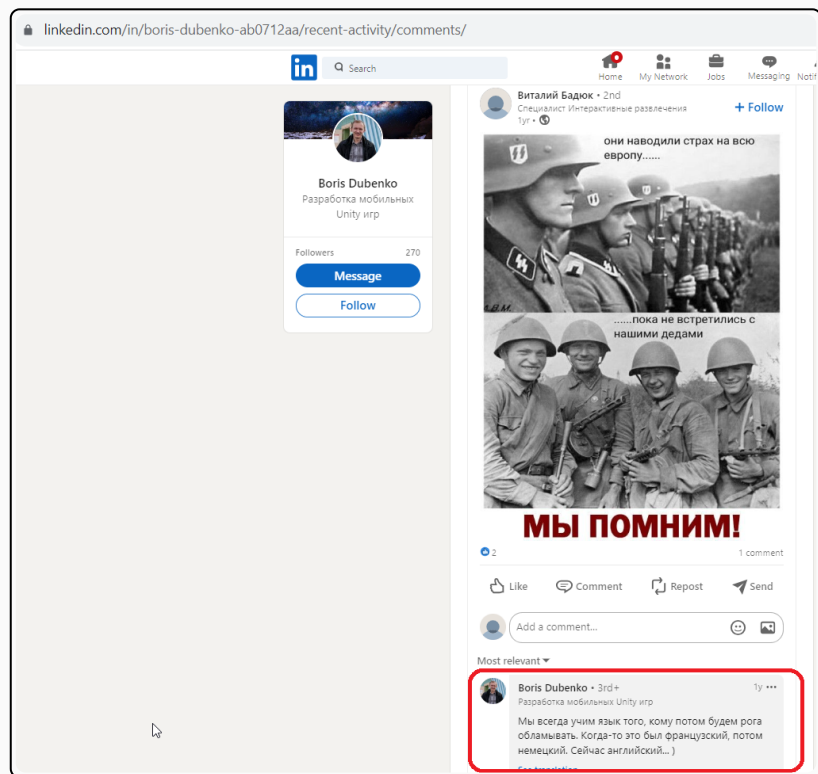 linkedin.com/in/boris-dubenko-ab0712aa/recent-activity/comments/
in
Search
Home
My Network
Jobs
Messaging
Notif
Boris Dubenko
Разработка мобильных
Unity игр
Followers 270
Message
Follow
Виталий Бадюк • 2nd
Специалист Интерактивные развлечения
1yr •
+ Follow
они наводили страх на всю
европу......
......пока не встретились с
нашими дедами
МЫ ПОМНИМ!
2
1 comment
Like
Comment
Repost
Send
Add a comment...
Most relevant
Boris Dubenko • 3rd+
1y •••
Разработка мобильных Unity игр
Мы всегда учим язык того, кому потом будем рога
обламывать. Когда-то это был французский, потом
немецкий. Сейчас английский... )
See translation